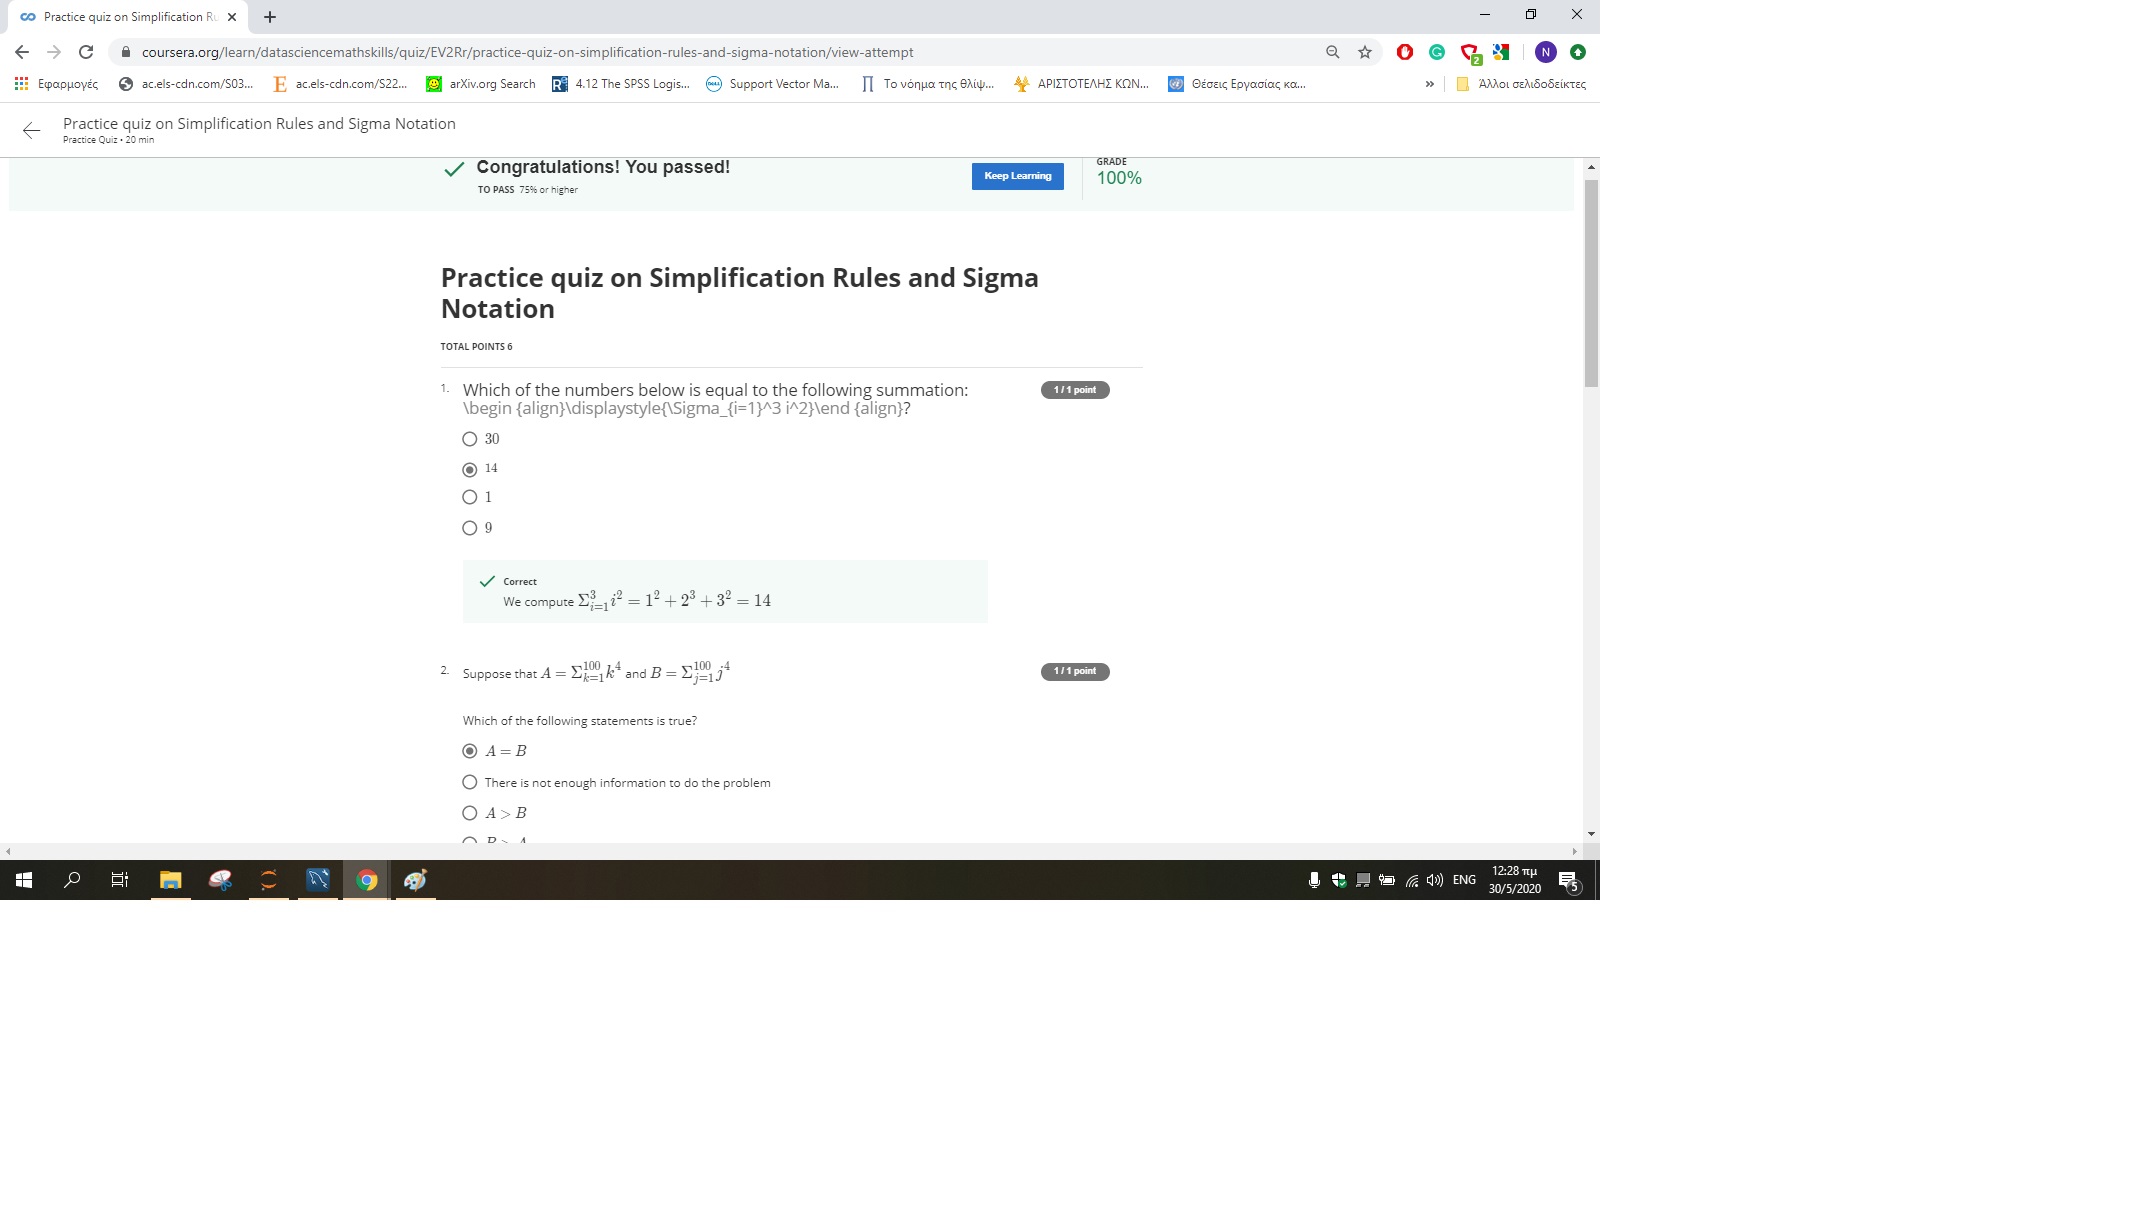 Practice quiz on Simplification Ru
coursera.org/learn/datasciencemathskills/quiz/EV2Rr/practice-quiz-on-simplification-rules-and-sigma-notation/view-attempt
2
N
Εφαρμογές ac.els-cdn.com/S03... ac.els-cdn.com/S22... arXiv.org Search 4.12 The SPSS Logis... Support Vector Ma... Το νόημα της θλίψ... ΑΡΙΣΤΟΤΕΛΗΣ ΚΩΝ... Θέσεις Εργασίας κα... » Άλλοι σελιδοδείκτες
Practice quiz on Simplification Rules and Sigma Notation
Practice Quiz • 20 min
Congratulations! You passed!
TO PASS 75% or higher
Keep Learning
GRADE
100%
Practice quiz on Simplification Rules and Sigma
Notation
TOTAL POINTS 6
1. Which of the numbers below is equal to the following summation:
\begin {align}\displaystyle{\Sigma_{i=1}^3 i^2}\end {align}?
1 / 1 point
30
14
1
9
Correct
We compute Σ_{i=1}^3 i^2 = 1^2 + 2^3 + 3^2 = 14
2. Suppose that A = Σ_{k=1}^{100} k^4 and B = Σ_{j=1}^{100} j^4
1 / 1 point
Which of the following statements is true?
A = B
There is not enough information to do the problem
A > B
B > A
ENG
12:28 πμ
30/5/2020
5